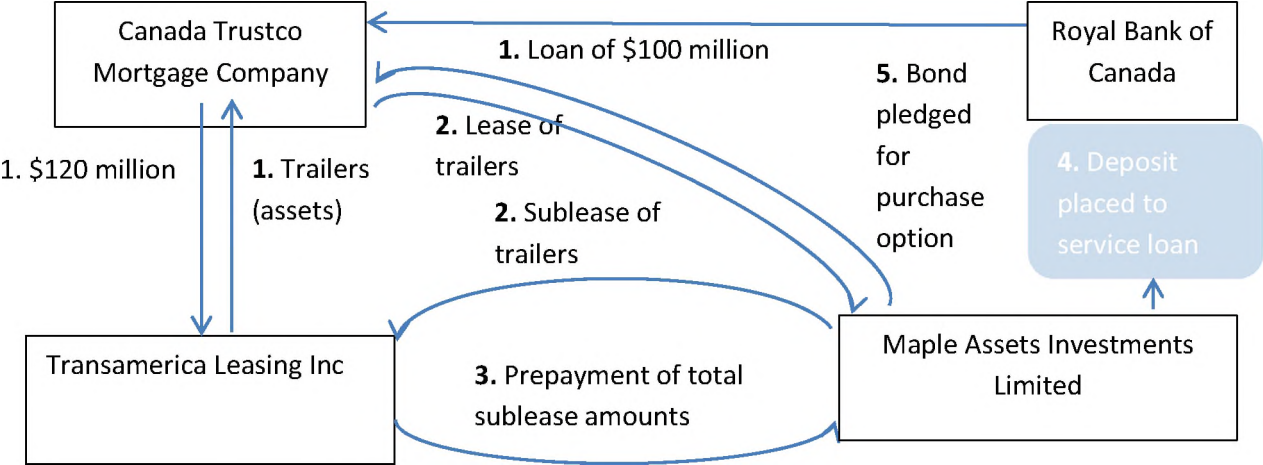 Canada Trustco
Mortgage Company
Royal Bank of
Canada
1. Loan of $100 million
5. Bond
pledged
for
purchase
option
2. Lease of
trailers
1. $120 million
1. Trailers
(assets)
4. Deposit
placed to
service loan
2. Sublease of
trailers
Transamerica Leasing Inc
3. Prepayment of total
sublease amounts
Maple Assets Investments
Limited